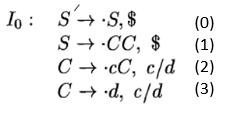 I₀ : S′ → ·S, $ (0)
S → ·CC, $ (1)
C → ·cC, c/d (2)
C → ·d, c/d (3)